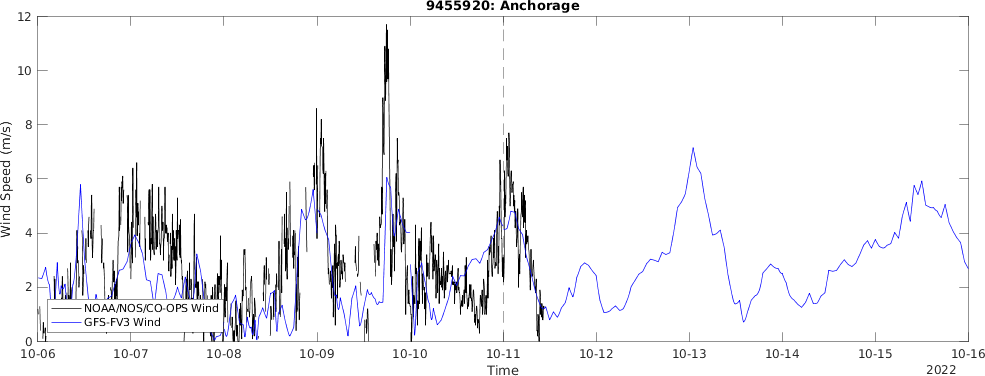 9455920: Anchorage
12
10
8
6
4
2
0
Wind Speed (m/s)
NOAA/NOS/CO-OPS Wind
GFS-FV3 Wind
10-06 10-07 10-08 10-09 10-10 10-11 10-12 10-13 10-14 10-15 10-16
Time
2022